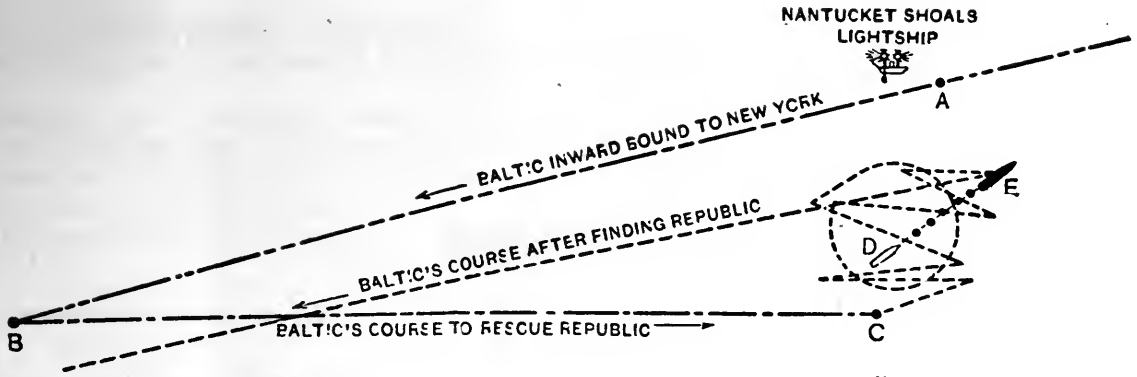 NANTUCKET SHOALS
LIGHTSHIP
A
BALTIC INWARD BOUND TO NEW YORK
E
BALTIC'S COURSE AFTER FINDING REPUBLIC
D
B
BALTIC'S COURSE TO RESCUE REPUBLIC
C